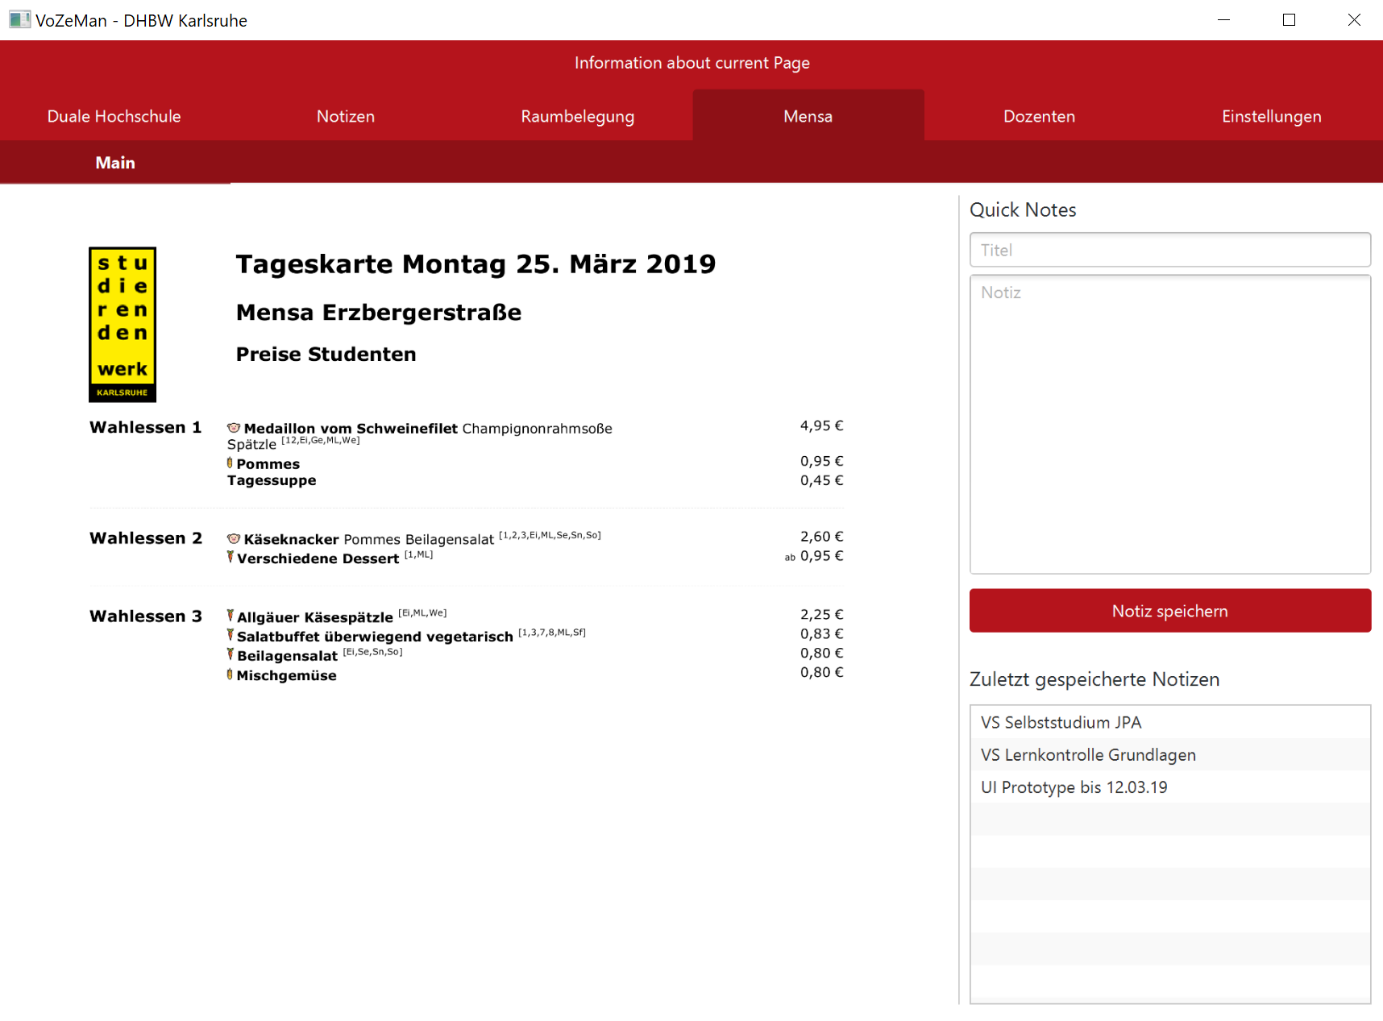 VoZeMan - DHBW Karlsruhe
Information about current Page
Duale Hochschule
Notizen
Raumbelegung
Mensa
Dozenten
Einstellungen
Main
stu
die
ren
den
werk
KARLSRUHE
Tageskarte Montag 25. März 2019
Mensa Erzbergerstraße
Preise Studenten
Wahlessen 1
Medaillon vom Schweinefilet Champignonrahmsoße 4,95 €
Spätzle [12,Ei,Ge,ML,We]
Pommes 0,95 €
Tagessuppe 0,45 €
Wahlessen 2
Käseknacker Pommes Beilagensalat [1,2,3,Ei,ML,Se,Sn,So] 2,60 €
Verschiedene Dessert [1,ML] ab 0,95 €
Wahlessen 3
Allgäuer Käsespätzle [Ei,ML,We] 2,25 €
Salatbuffet überwiegend vegetarisch [1,3,7,8,ML,Sf] 0,83 €
Beilagensalat [Ei,Se,Sn,So] 0,80 €
Mischgemüse 0,80 €
Quick Notes
Titel
Notiz
Notiz speichern
Zuletzt gespeicherte Notizen
VS Selbststudium JPA
VS Lernkontrolle Grundlagen
UI Prototype bis 12.03.19